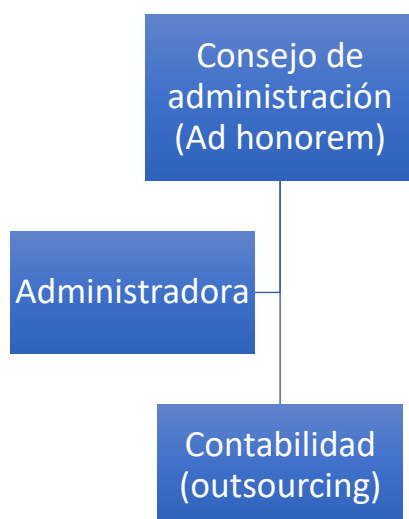 Consejo de
administración
(Ad honorem)
Administradora
Contabilidad
(outsourcing)